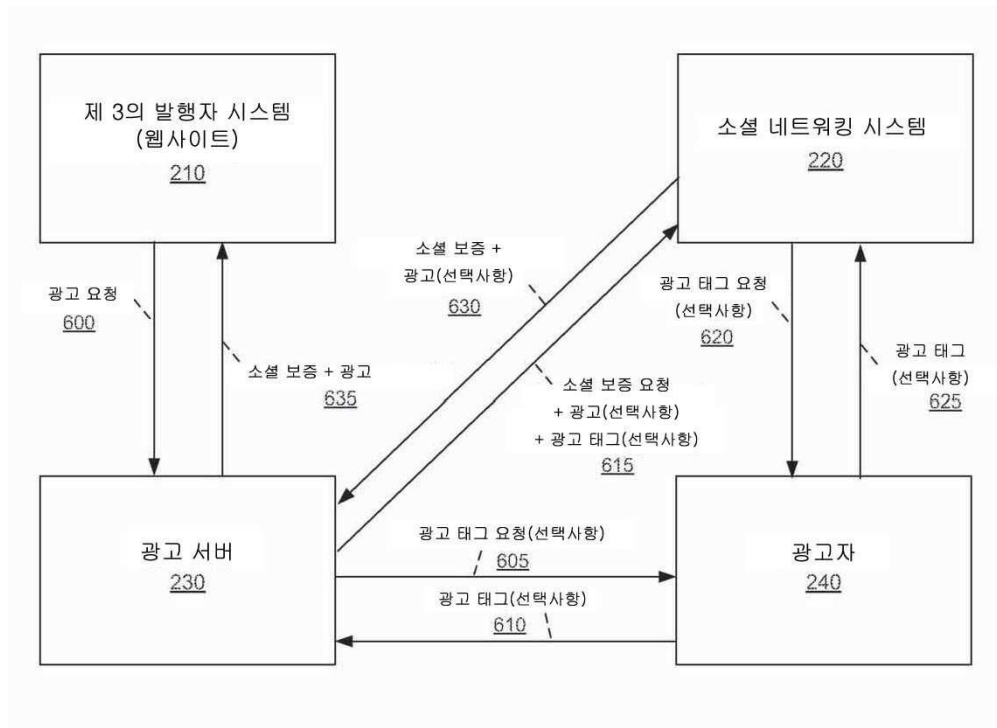 제 3의 발행자 시스템
(웹사이트)
210
소셜 네트워킹 시스템
220
광고 요청
600
소셜 보증 + 광고
635
소셜 보증 +
광고(선택사항)
630
소셜 보증 요청
+ 광고(선택사항)
+ 광고 태그(선택사항)
615
광고 태그 요청
(선택사항)
620
광고 태그
(선택사항)
625
광고 서버
230
광고 태그 요청(선택사항)
605
광고 태그(선택사항)
610
광고자
240